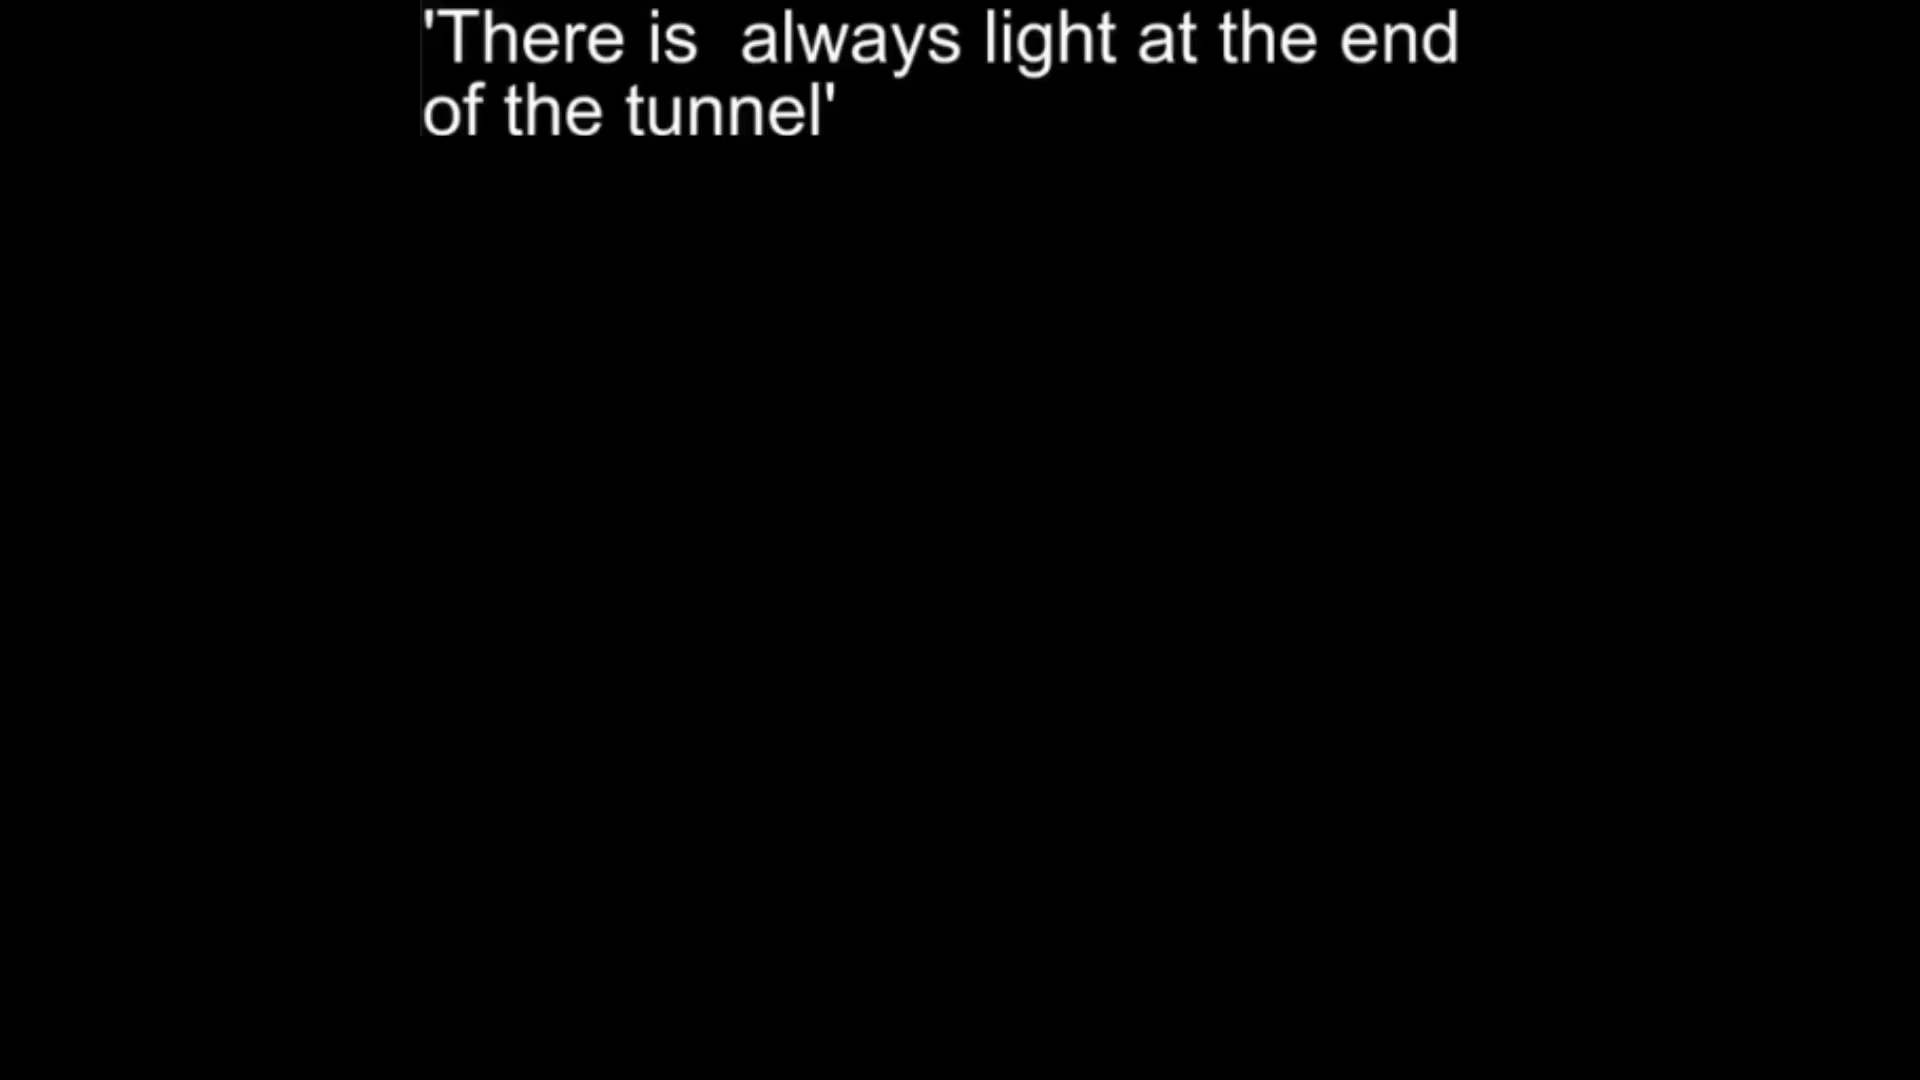 'There is  always light at the end
of the tunnel'